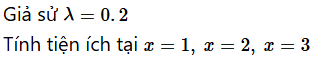 Giả sử λ = 0.2
Tính tiện ích tại x = 1, x = 2, x = 3